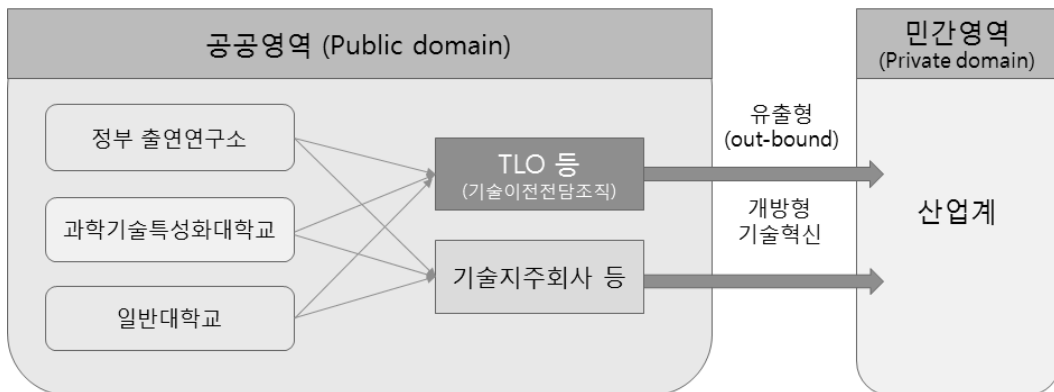 공공영역 (Public domain)
정부 출연연구소
과학기술특성화대학교
일반대학교
TLO 등
(기술이전전담조직)
기술지주회사 등
유출형
(out-bound)
개방형
기술혁신
민간영역
(Private domain)
산업계